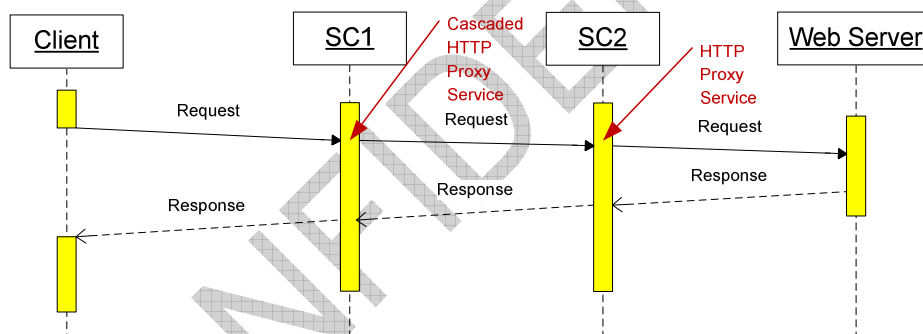 Client
SC1
SC2
Web Server
Cascaded
HTTP
Proxy
Service
HTTP
Proxy
Service
Request
Request
Request
Response
Response
Response